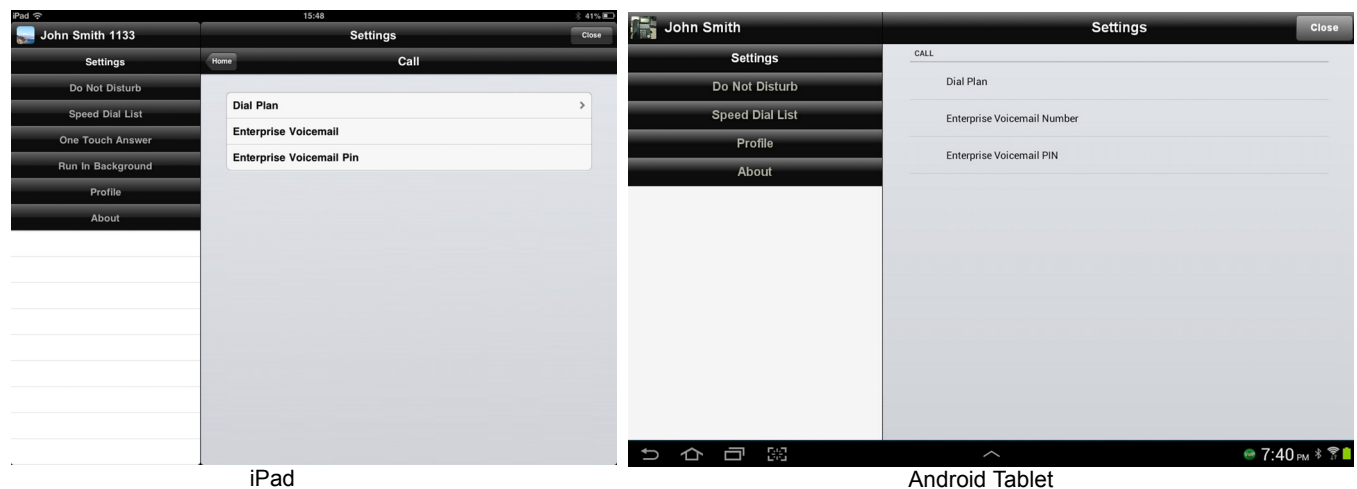 iPad
15:48
41%
John Smith 1133
Settings
Close
Settings
Home
Call
Do Not Disturb
Speed Dial List
One Touch Answer
Run In Background
Profile
About
Dial Plan
Enterprise Voicemail
Enterprise Voicemail Pin
iPad
John Smith
Settings
Close
Settings
Do Not Disturb
Speed Dial List
Profile
About
CALL
Dial Plan
Enterprise Voicemail Number
Enterprise Voicemail PIN
7:40 PM
Android Tablet